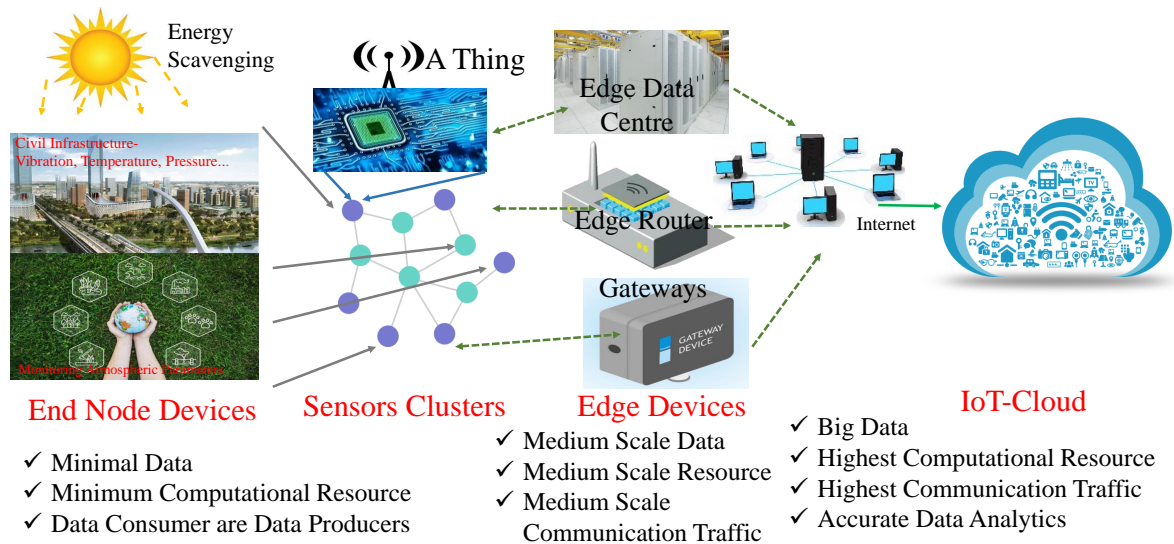 Energy
Scavenging
A Thing
Civil Infrastructure-
Vibration, Temperature, Pressure...
Monitoring Atmospheric Parameters
Edge Data
Centre
Edge Router
Gateways
GATEWAY
DEVICE
Internet
End Node Devices
✓ Minimal Data
✓ Minimum Computational Resource
✓ Data Consumer are Data Producers
Sensors Clusters
Edge Devices
✓ Medium Scale Data
✓ Medium Scale Resource
✓ Medium Scale
Communication Traffic
IoT-Cloud
✓ Big Data
✓ Highest Computational Resource
✓ Highest Communication Traffic
✓ Accurate Data Analytics